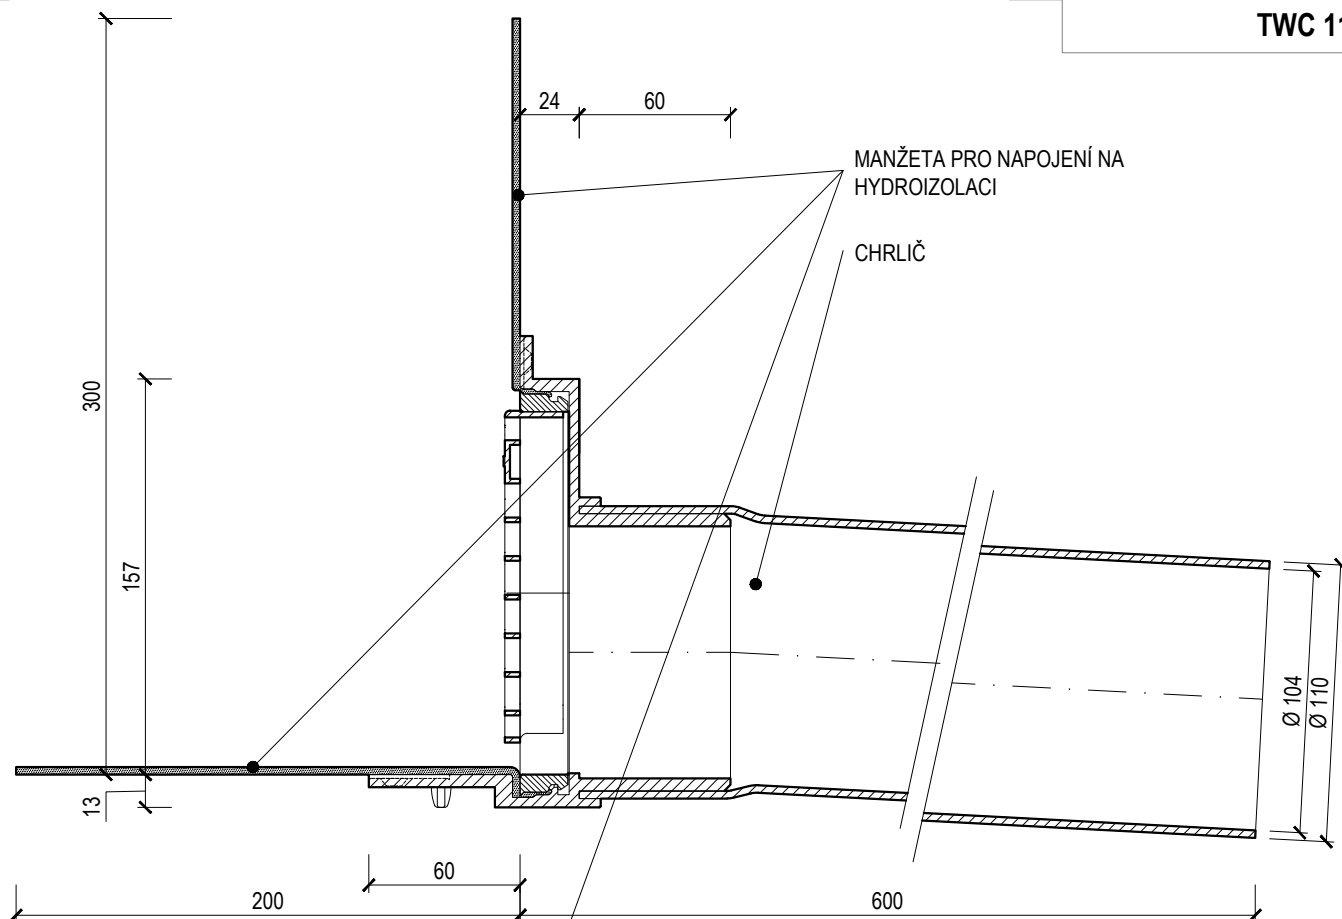 TWC 11
24
60
MANŽETA PRO NAPOJENÍ NA
HYDROIZOLACI
CHRLIČ
300
157
13
Ø 104
Ø 110
60
200
600